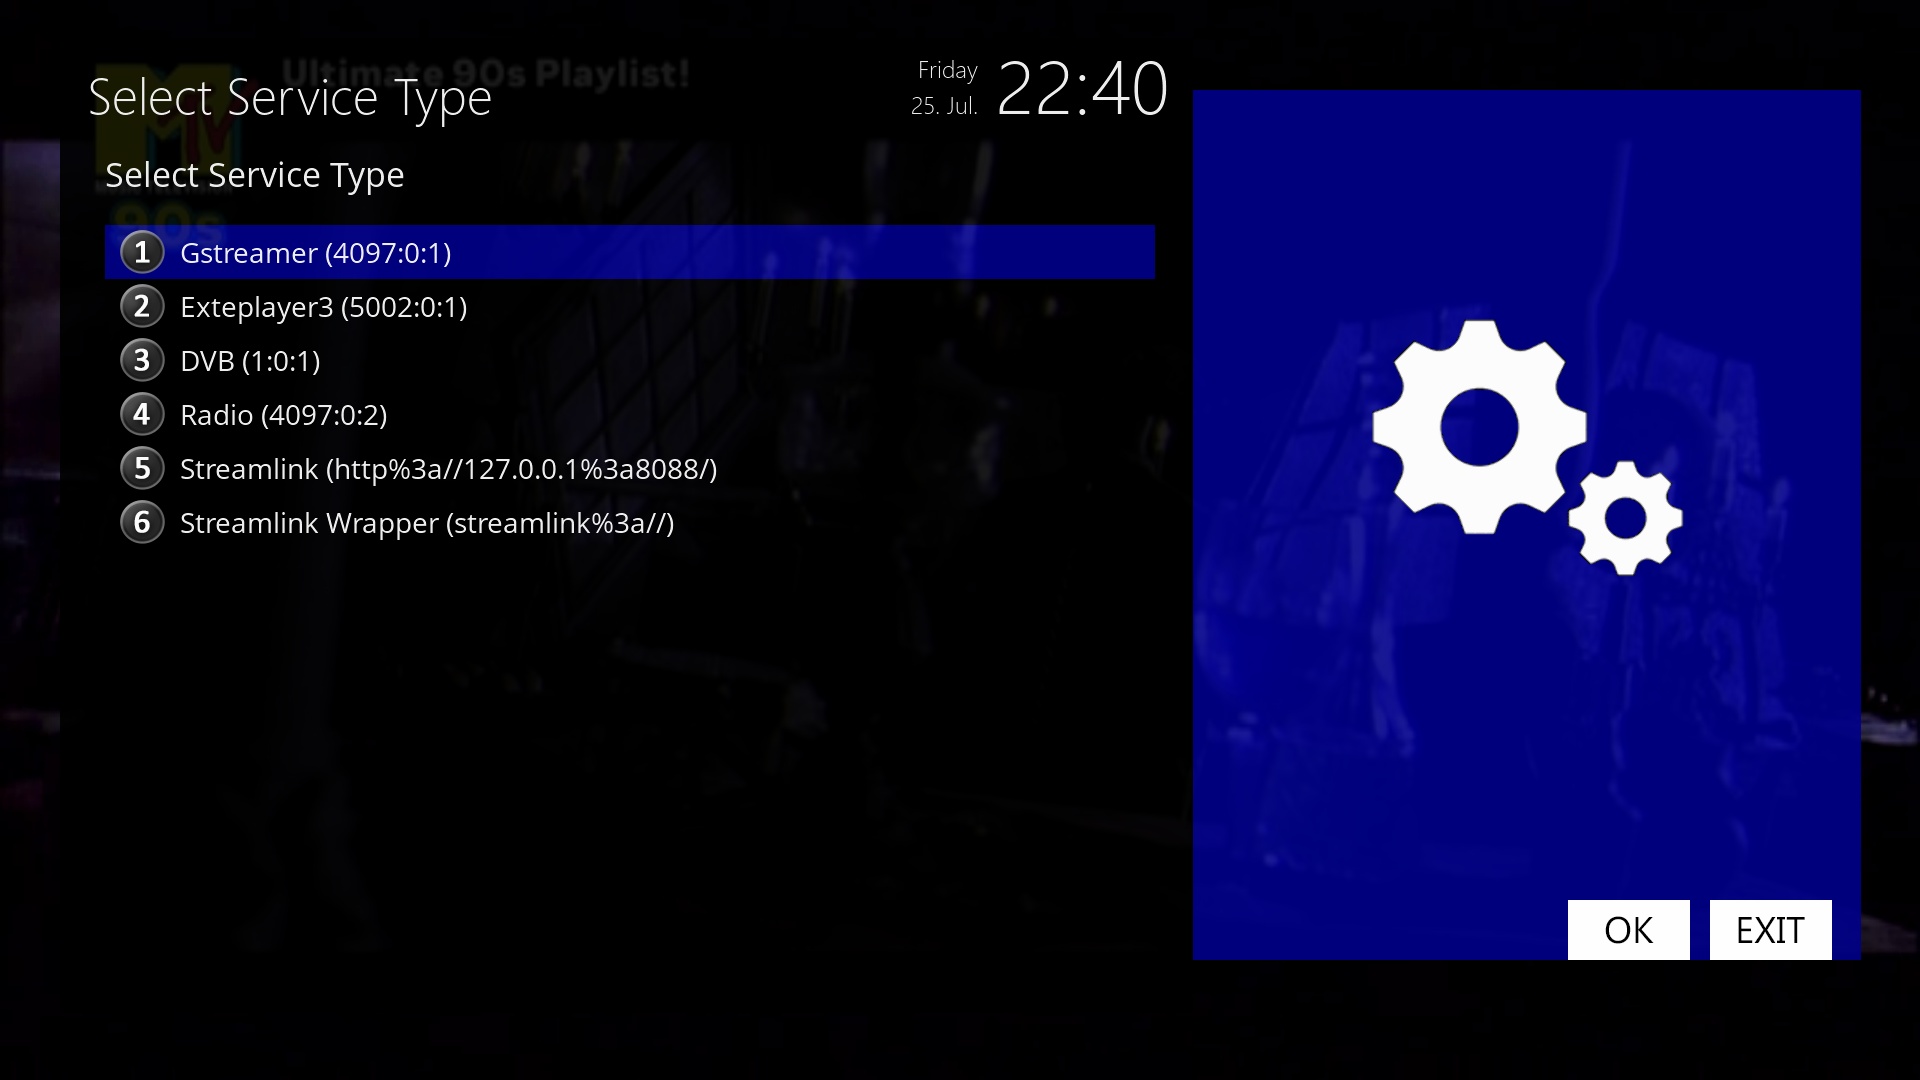 Ultimate 90s Playlist!
Select Service Type
Friday
25. Jul.
22:40
MTV
Select Service Type
90s
1 Gstreamer (4097:0:1)
2 Exteplayer3 (5002:0:1)
3 DVB (1:0:1)
4 Radio (4097:0:2)
5 Streamlink (http%3a//127.0.0.1%3a8088/)
6 Streamlink Wrapper (streamlink%3a//)
OK
EXIT